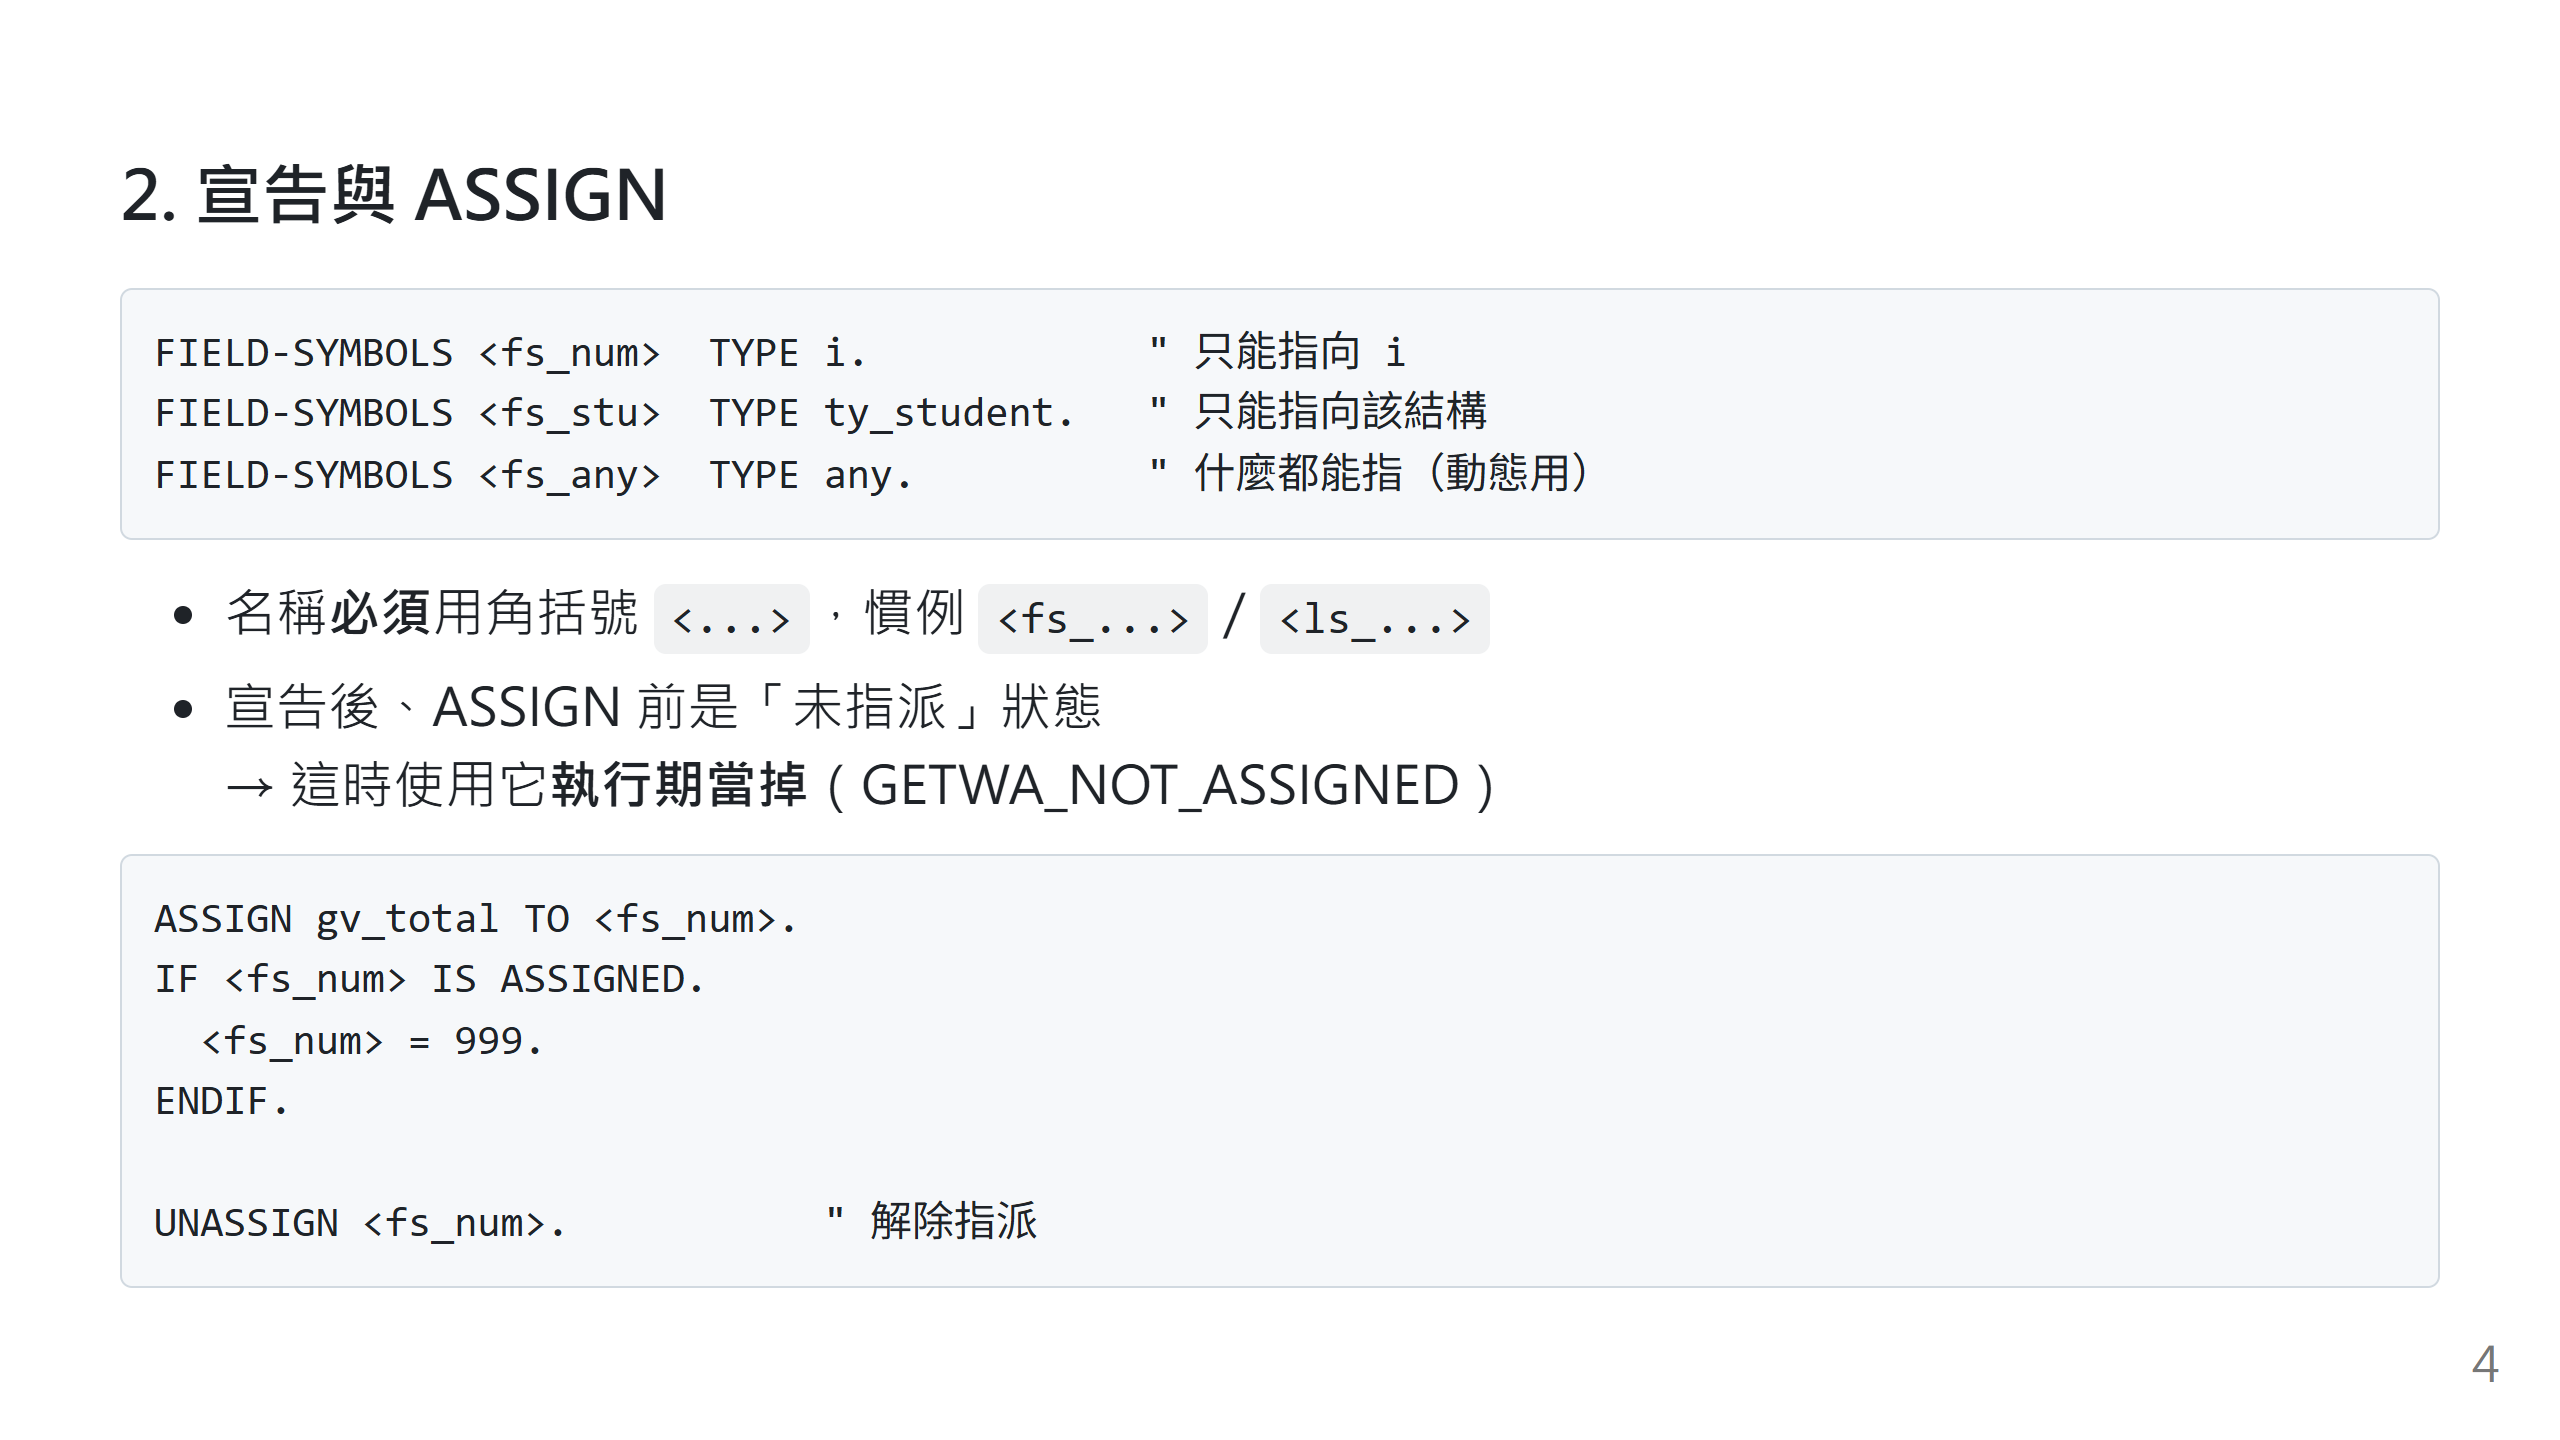 2. 宣告與 ASSIGN
FIELD-SYMBOLS <fs_num>  TYPE i.            " 只能指向 i
FIELD-SYMBOLS <fs_stu>  TYPE ty_student.   " 只能指向該結構
FIELD-SYMBOLS <fs_any>  TYPE any.          " 什麼都能指（動態用）
• 名稱必須用角括號 <...>，慣例 <fs_...> / <ls_...>
• 宣告後、ASSIGN 前是「未指派」狀態
→ 這時使用它執行期當掉（GETWA_NOT_ASSIGNED）
ASSIGN gv_total TO <fs_num>.
IF <fs_num> IS ASSIGNED.
  <fs_num> = 999.
ENDIF.
UNASSIGN <fs_num>.           " 解除指派
4